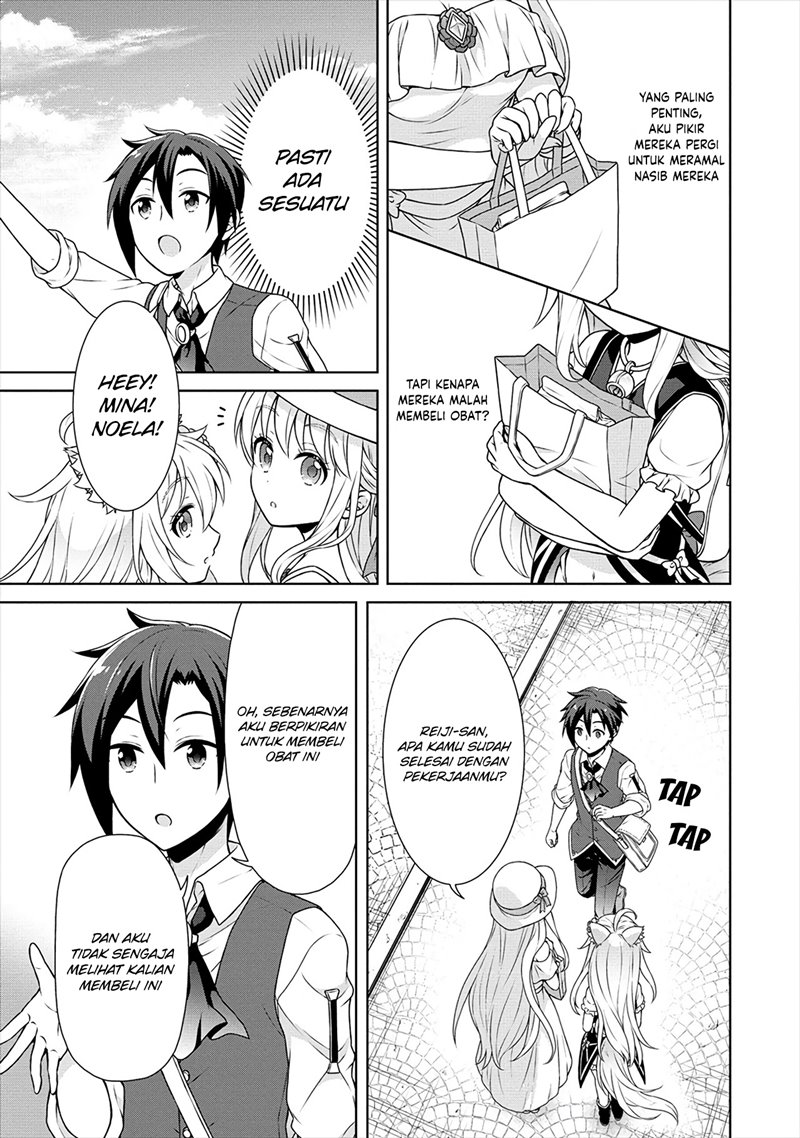 YANG PALING
PENTING,
AKU PIKIR
MEREKA PERGI
UNTUK MERAMAL
NASIB MEREKA
TAPI KENAPA
MEREKA MALAH
MEMBELI OBAT?
PASTI
ADA
SESUATU
HEEY!
MINA!
NOELA!
REIJI-SAN,
APA KAMU SUDAH
SELESAI DENGAN
PEKERJAANMU?
TAP
TAP
OH, SEBENARNYA
AKU BERPIKIRAN
UNTUK MEMBELI
OBAT INI
DAN AKU
TIDAK SENGAJA
MELIHAT KALIAN
MEMBELI INI